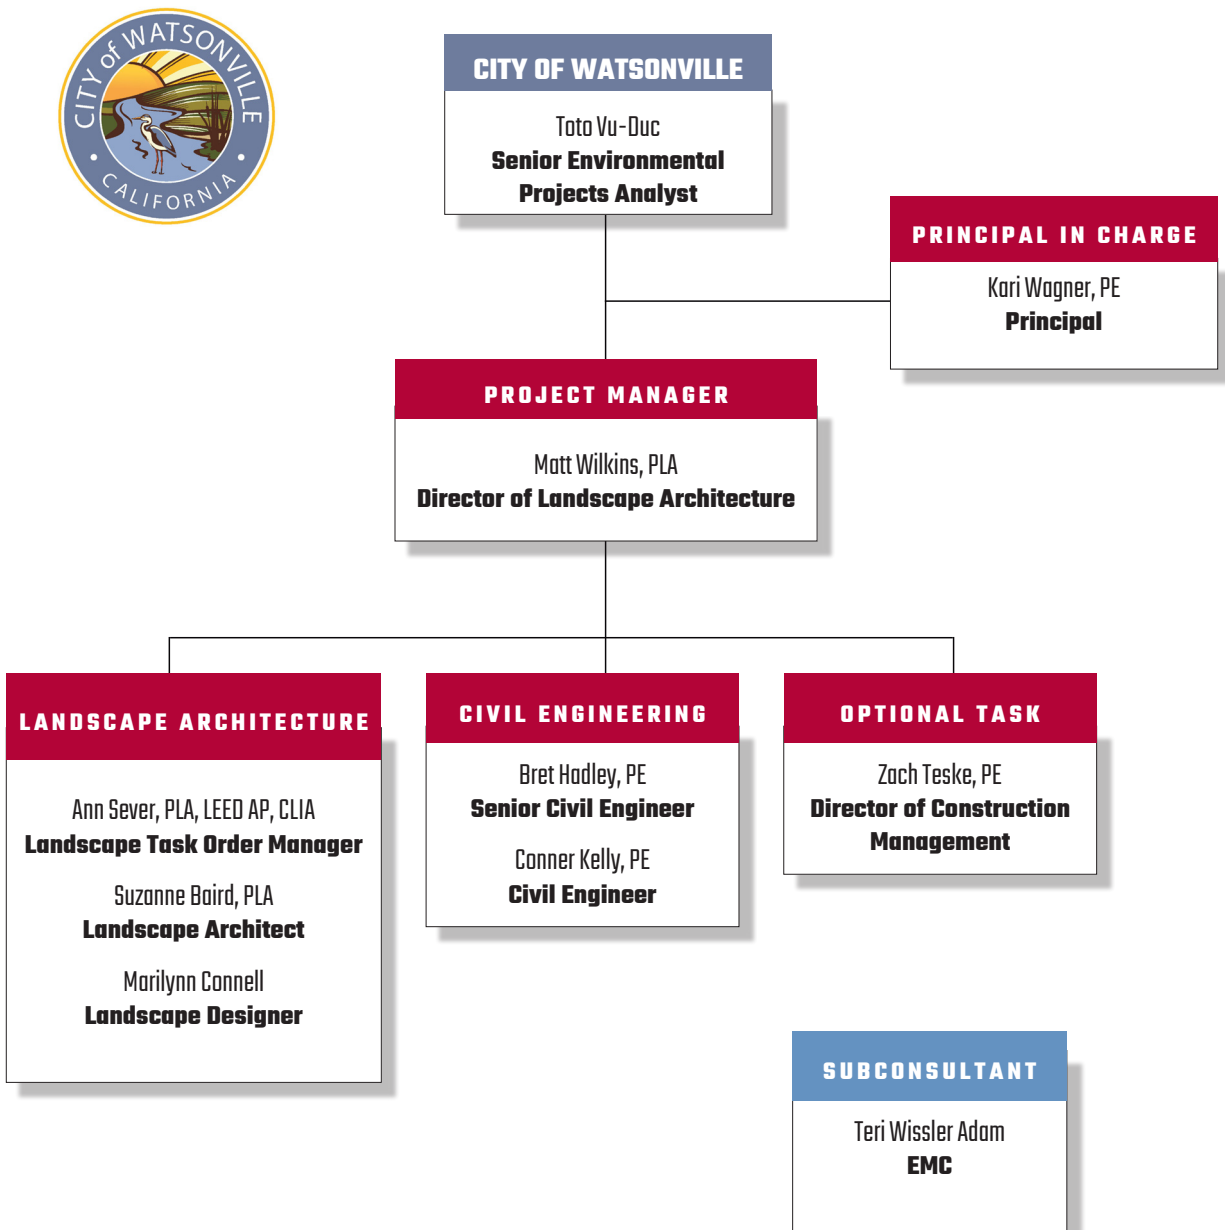 CITY of WATSONVILLE
• CALIFORNIA •
CITY OF WATSONVILLE
Toto Vu-Duc
Senior Environmental
Projects Analyst
PRINCIPAL IN CHARGE
Kari Wagner, PE
Principal
PROJECT MANAGER
Matt Wilkins, PLA
Director of Landscape Architecture
LANDSCAPE ARCHITECTURE
Ann Sever, PLA, LEED AP, CLIA
Landscape Task Order Manager
Suzanne Baird, PLA
Landscape Architect
Marilynn Connell
Landscape Designer
CIVIL ENGINEERING
Bret Hadley, PE
Senior Civil Engineer
Conner Kelly, PE
Civil Engineer
OPTIONAL TASK
Zach Teske, PE
Director of Construction
Management
SUBCONSULTANT
Teri Wissler Adam
EMC